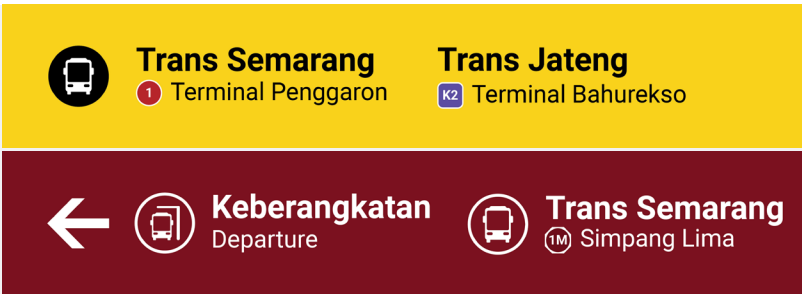 Trans Semarang
1 Terminal Penggaron
Trans Jateng
K2 Terminal Bahurekso
Keberangkatan
Departure
Trans Semarang
1M Simpang Lima